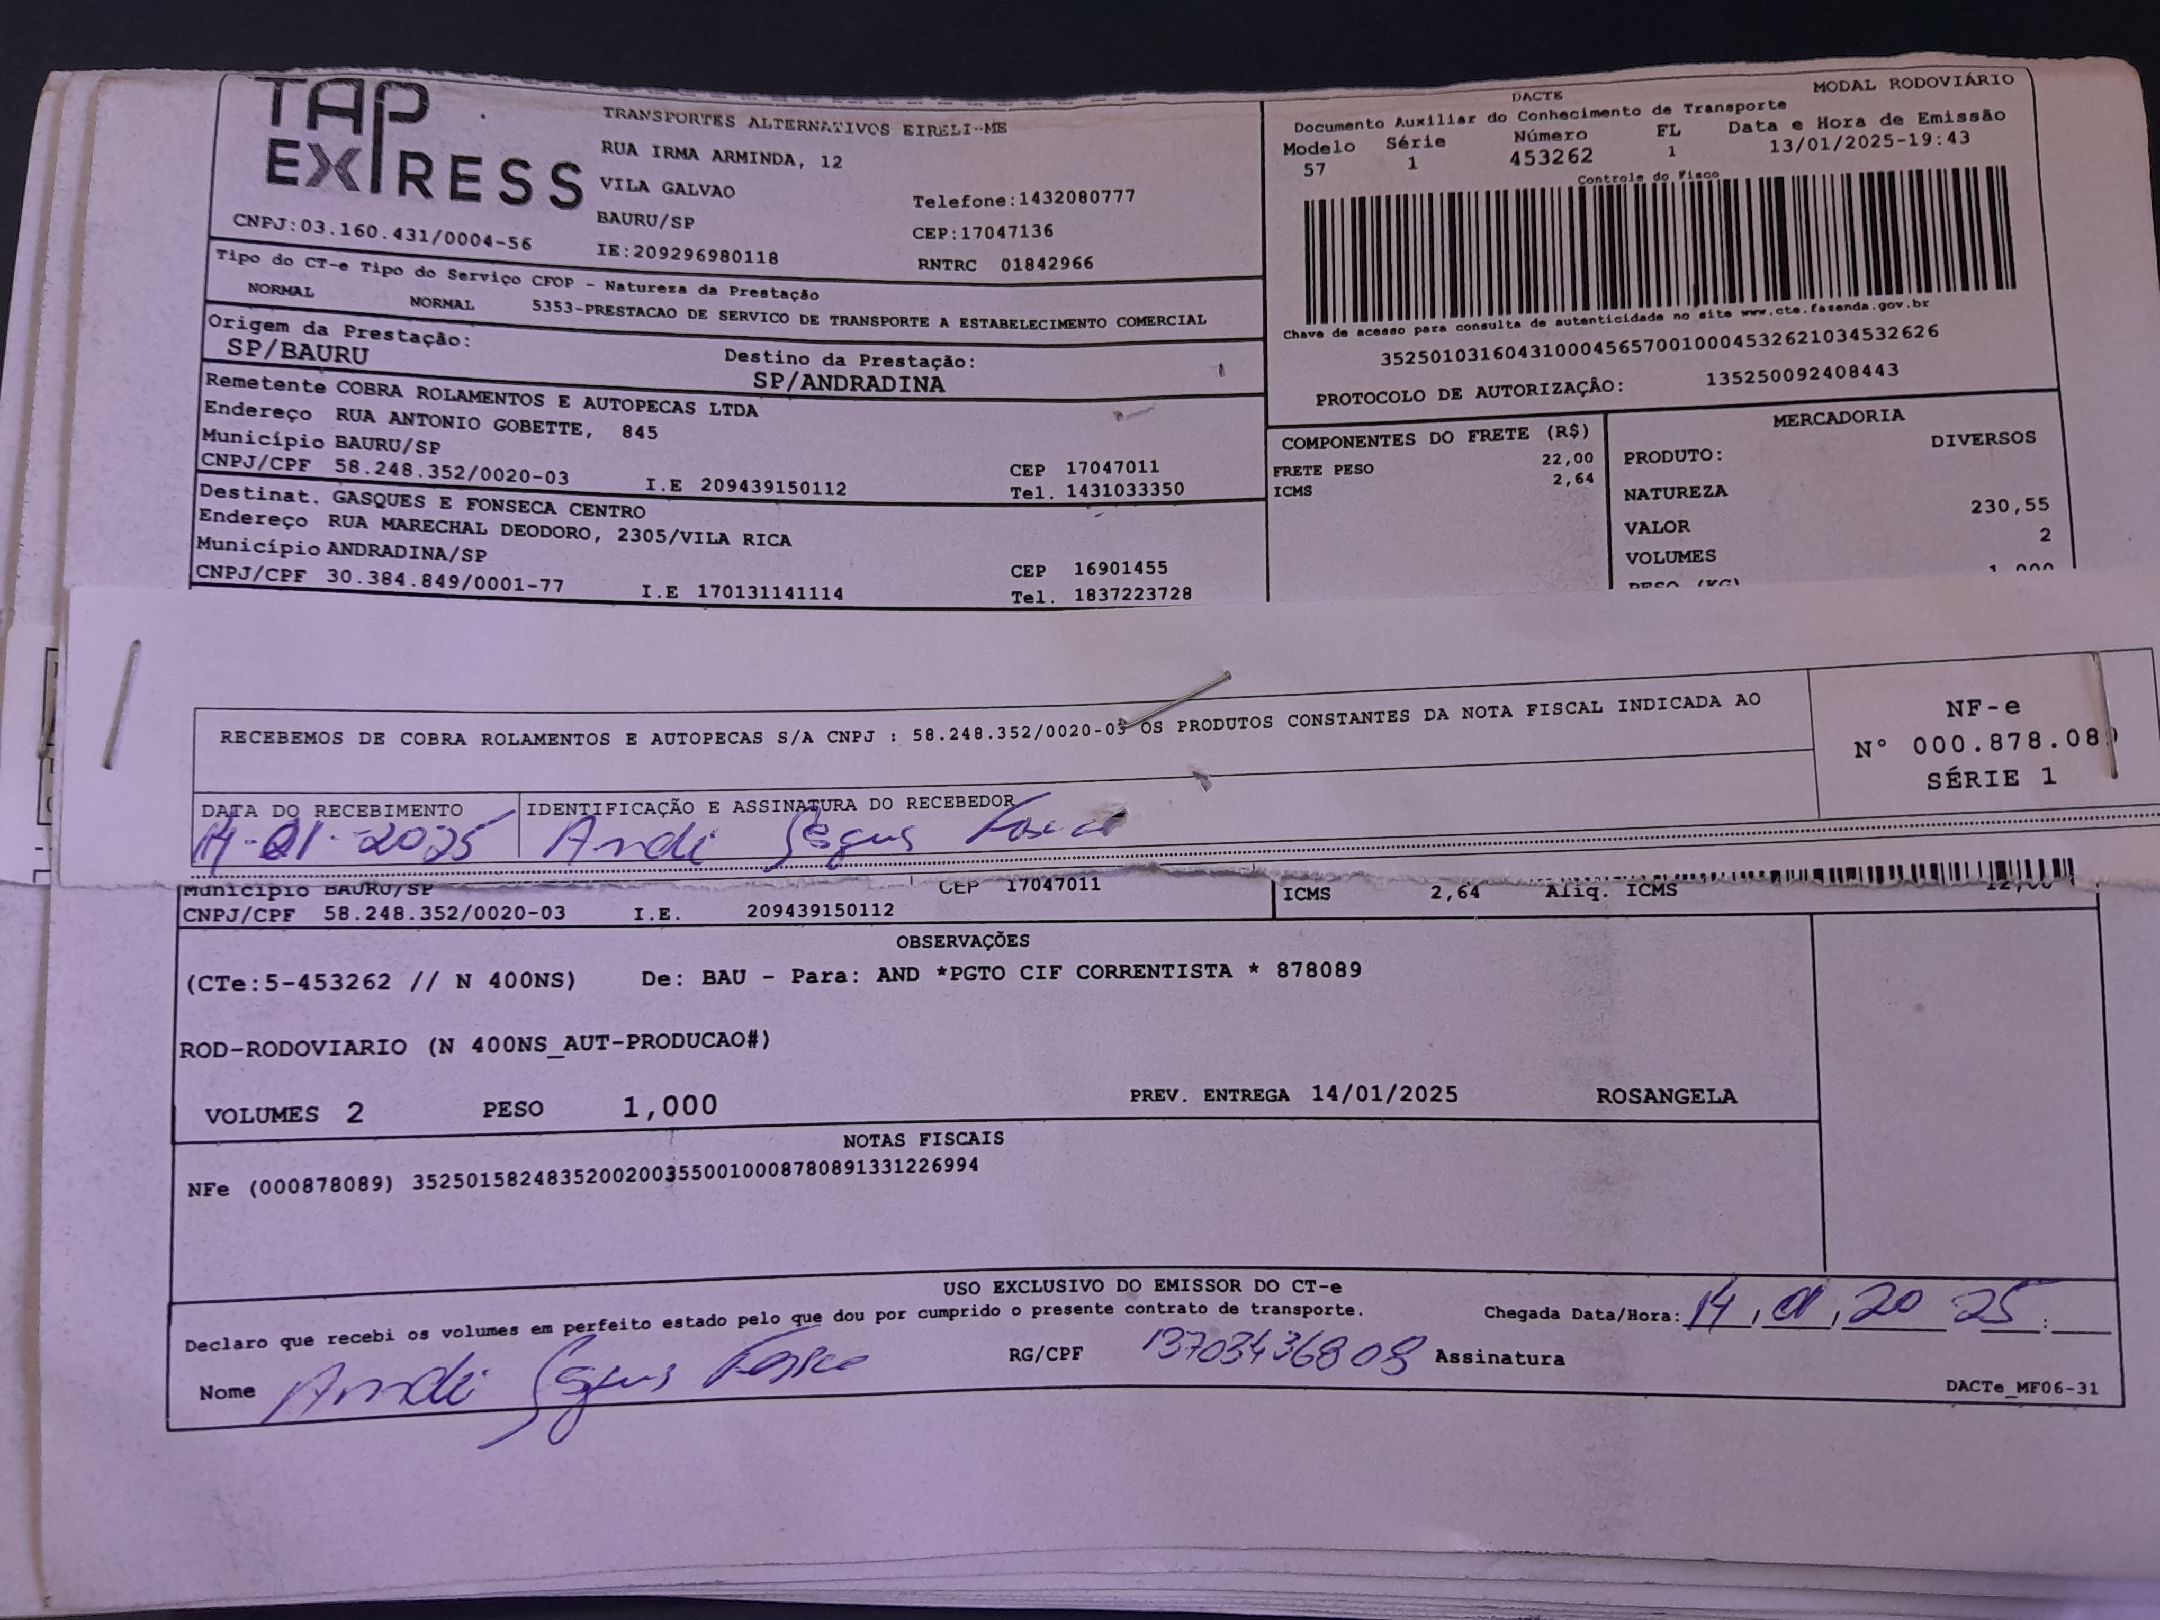 TAP
EXPRESS
CNPJ:03.160.431/0004-56
TRANSPORTES ALTERNATIVOS EIRELI-ME
RUA IRMA ARMINDA, 12
VILA GALVAO
BAURU/SP
IE:209296980118
Telefone:1432080777
CEP:17047136
RNTRC 01842966
DACTE
MODAL RODOVIÁRIO
Documento Auxiliar do Conhecimento de Transporte
Modelo Série Número FL Data e Hora de Emissão
57 1 453262 1 13/01/2025-19:43
Controle do Fisco
Chave de acesso para consulta de autenticidade no site www.cte.fazenda.gov.br
35250103160431000456570010004532621034532626
PROTOCOLO DE AUTORIZAÇÃO: 135250092408443
Tipo do CT-e Tipo do Serviço CFOP - Natureza da Prestação
NORMAL NORMAL 5353-PRESTACAO DE SERVICO DE TRANSPORTE A ESTABELECIMENTO COMERCIAL
Origem da Prestação: Destino da Prestação:
SP/BAURU SP/ANDRADINA
Remetente COBRA ROLAMENTOS E AUTOPECAS LTDA
Endereço RUA ANTONIO GOBETTE, 845
Município BAURU/SP CEP 17047011
CNPJ/CPF 58.248.352/0020-03 I.E 209439150112 Tel. 1431033350
Destinat. GASQUES E FONSECA CENTRO
Endereço RUA MARECHAL DEODORO, 2305/VILA RICA
Município ANDRADINA/SP CEP 16901455
CNPJ/CPF 30.384.849/0001-77 I.E 170131141114 Tel. 1837223728
COMPONENTES DO FRETE (R$)
FRETE PESO 22,00
ICMS 2,64
MERCADORIA
PRODUTO: DIVERSOS
NATUREZA
VALOR 230,55
VOLUMES 2
PESO (KG) 1,000
RECEBEMOS DE COBRA ROLAMENTOS E AUTOPECAS S/A CNPJ : 58.248.352/0020-03 OS PRODUTOS CONSTANTES DA NOTA FISCAL INDICADA AO
NF-e
N° 000.878.089
SÉRIE 1
DATA DO RECEBIMENTO IDENTIFICAÇÃO E ASSINATURA DO RECEBEDOR
14-01-2025
Município BAURU/SP CEP 17047011
CNPJ/CPF 58.248.352/0020-03 I.E. 209439150112
ICMS 2,64 Aliq. ICMS 12,00
OBSERVAÇÕES
(CTe:5-453262 // N 400NS) De: BAU - Para: AND *PGTO CIF CORRENTISTA * 878089
ROD-RODOVIARIO (N 400NS_AUT-PRODUCAO#)
VOLUMES 2 PESO 1,000 PREV. ENTREGA 14/01/2025 ROSANGELA
NOTAS FISCAIS
NFe (000878089) 35250158248352002003550010008780891331226994
USO EXCLUSIVO DO EMISSOR DO CT-e
Declaro que recebi os volumes em perfeito estado pelo que dou por cumprido o presente contrato de transporte.
Chegada Data/Hora: 14,01,2025 :
Nome RG/CPF 13703436808 Assinatura
DACTe_MF06-31